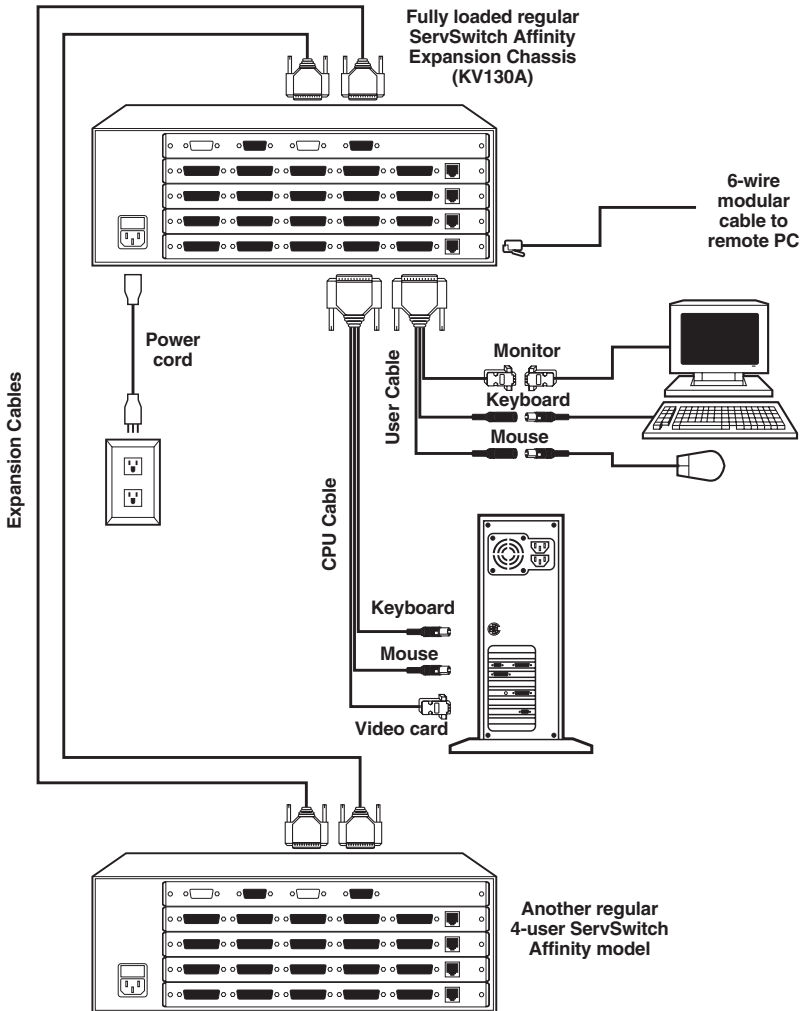 Fully loaded regular
ServSwitch Affinity
Expansion Chassis
(KV130A)
6-wire
modular
cable to
remote PC
Power
cord
Expansion Cables
User Cable
Monitor
Keyboard
Mouse
CPU Cable
Keyboard
Mouse
Video card
Another regular
4-user ServSwitch
Affinity model